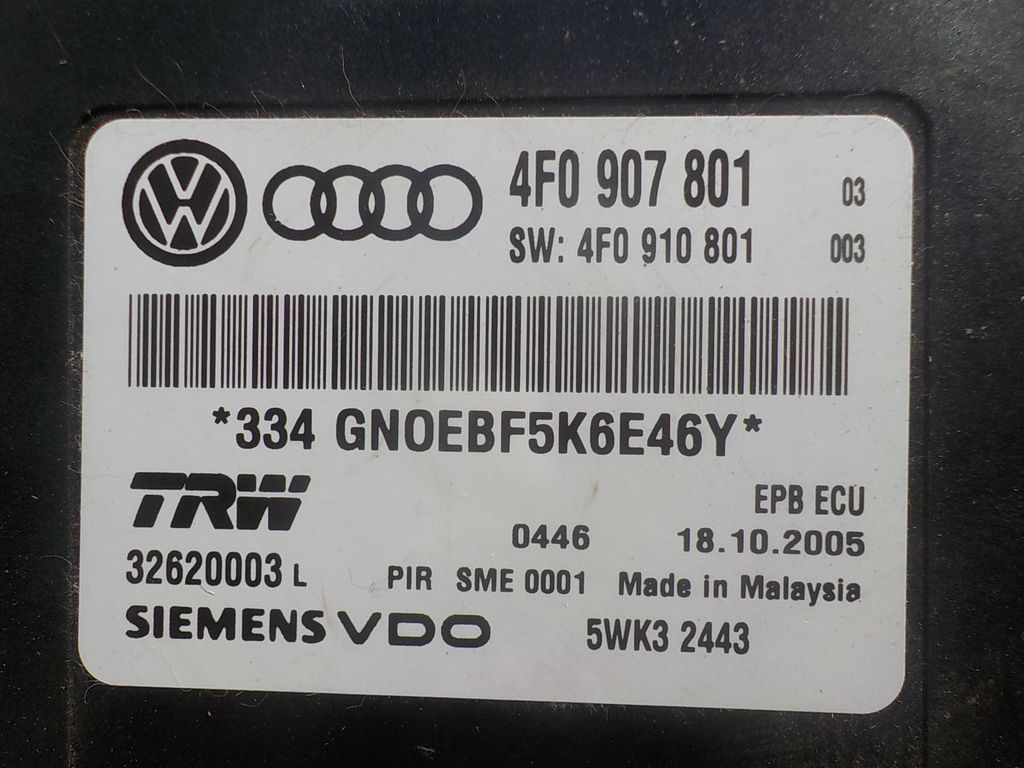 4F0 907 801 03
SW: 4F0 910 801 003
*334 GNOEBF5K6E46Y*
TRW EPB ECU
0446 18.10.2005
32620003 L PIR SME 0001 Made in Malaysia
SIEMENS VDO 5WK3 2443